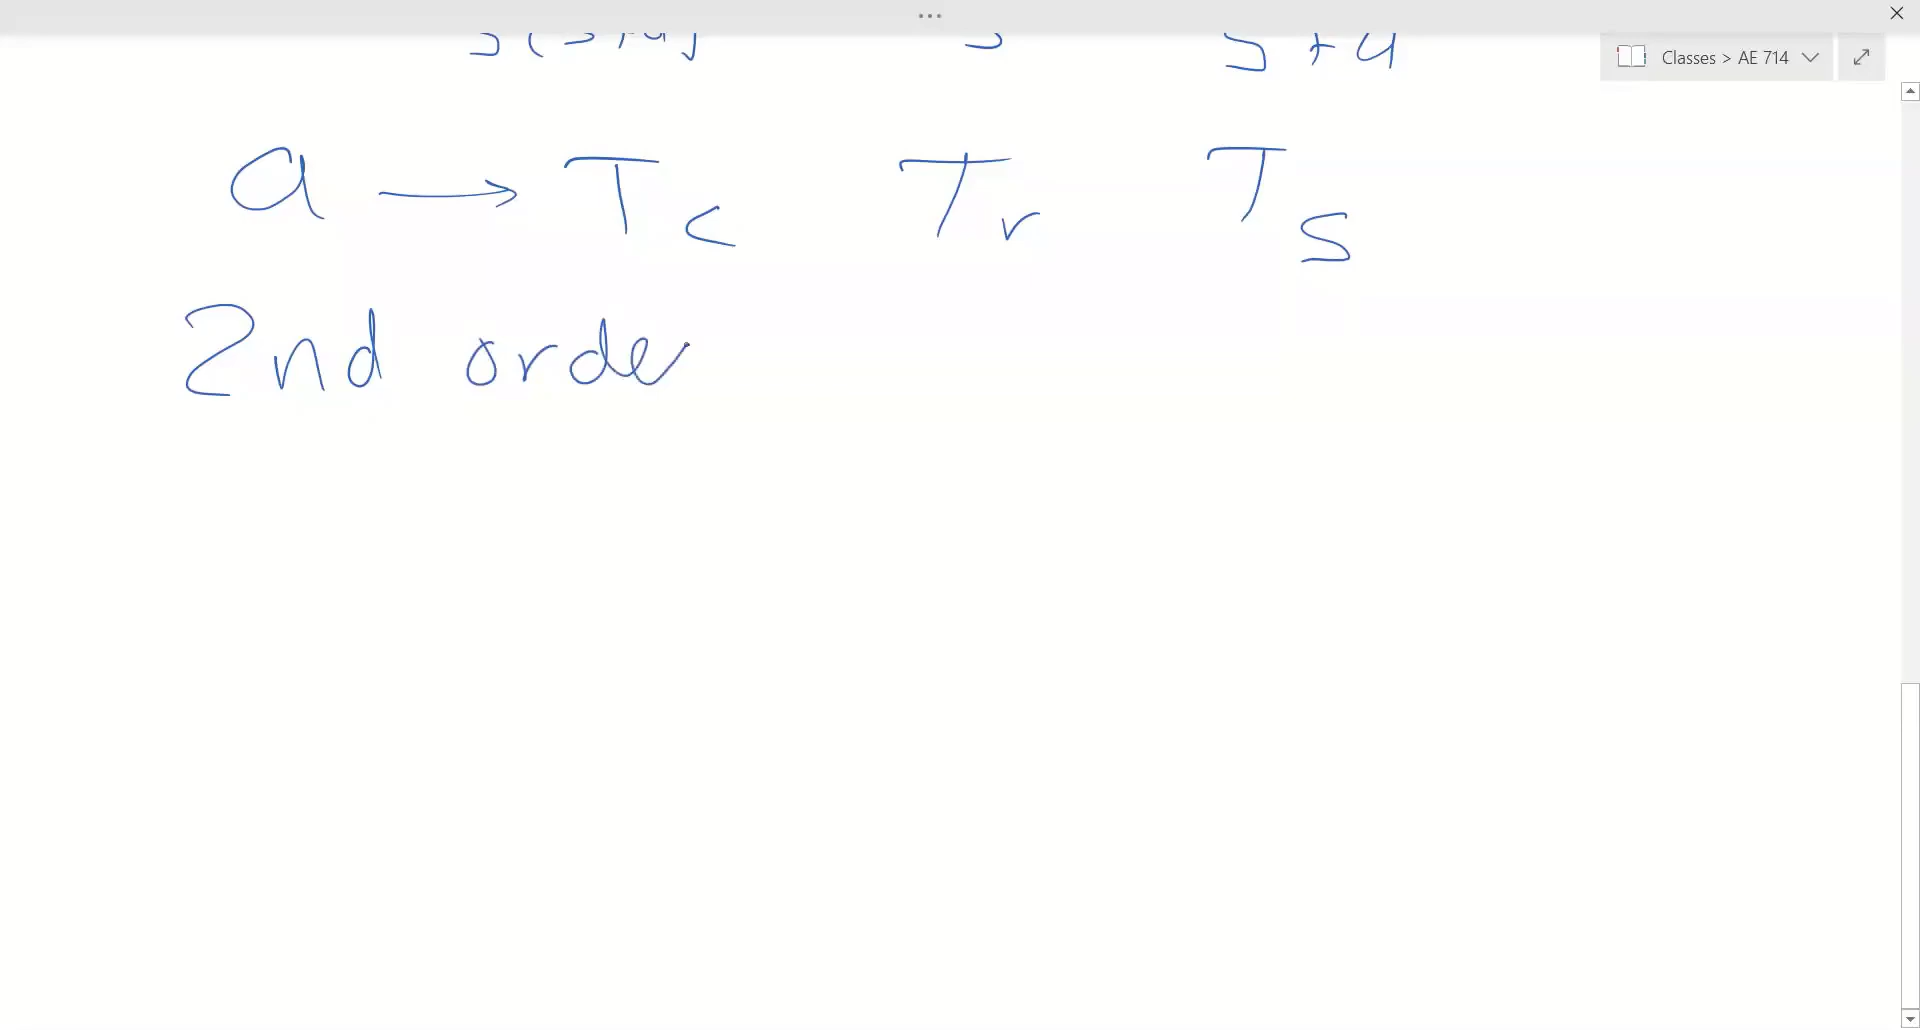 Classes > AE 714
a → Tc Tr Ts
2nd orde